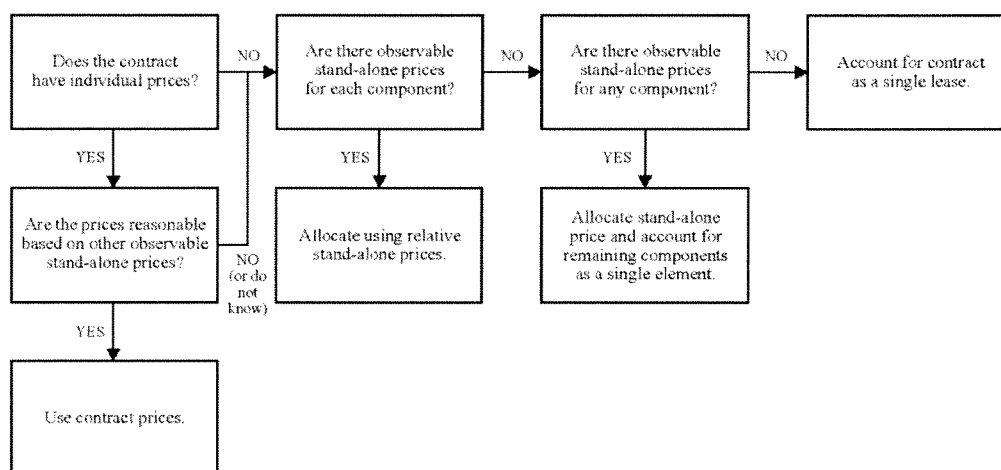 Does the contract
have individual prices?
NO
Are there observable
stand-alone prices
for each component?
NO
Are there observable
stand-alone prices
for any component?
NO
Account for contract
as a single lease.
YES
YES
YES
Are the prices reasonable
based on other observable
stand-alone prices?
NO
(or do
not
know)
Allocate using relative
stand-alone prices.
Allocate stand-alone
price and account for
remaining components
as a single element.
YES
Use contract prices.